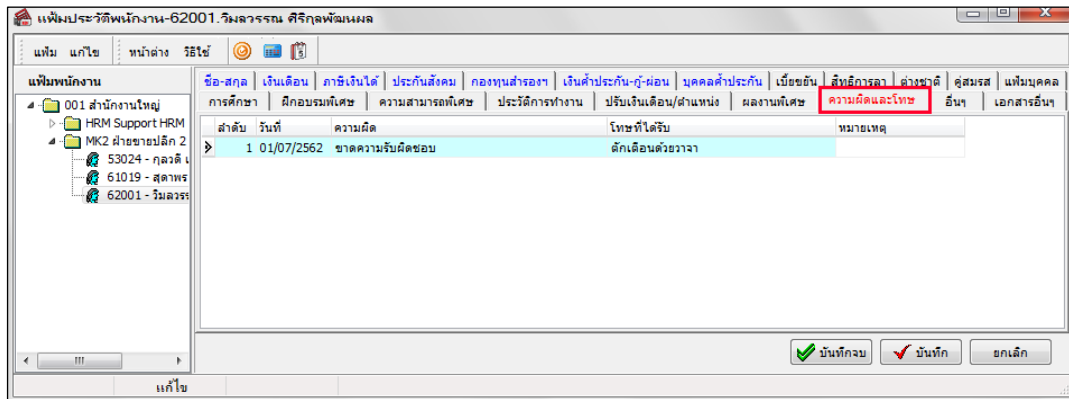 แฟ้มประวัติพนักงาน-62001.วิมลวรรณ ศิริกุลพัฒนผล
แฟ้ม แก้ไข หน้าต่าง วิธีใช้
แฟ้มพนักงาน
001 สำนักงานใหญ่
HRM Support HRM
MK2 ฝ่ายขายปลีก 2
53024 - กุลวดี
61019 - สุดาพร
62001 - วิมลวรร
ชื่อ-สกุล เงินเดือน ภาษีเงินได้ ประกันสังคม กองทุนสำรองฯ เงินค้ำประกัน-กู้-ผ่อน บุคคลค้ำประกัน เบี้ยขยัน สิทธิการลา ต่างชาติ คู่สมรส แฟ้มบุคคล
การศึกษา ฝึกอบรมพิเศษ ความสามารถพิเศษ ประวัติการทำงาน ปรับเงินเดือน/ตำแหน่ง ผลงานพิเศษ ความผิดและโทษ อื่นๆ เอกสารอื่นๆ
ลำดับ วันที่ ความผิด โทษที่ได้รับ หมายเหตุ
1 01/07/2562 ขาดความรับผิดชอบ ตักเตือนด้วยวาจา
บันทึกจบ บันทึก ยกเลิก
แก้ไข